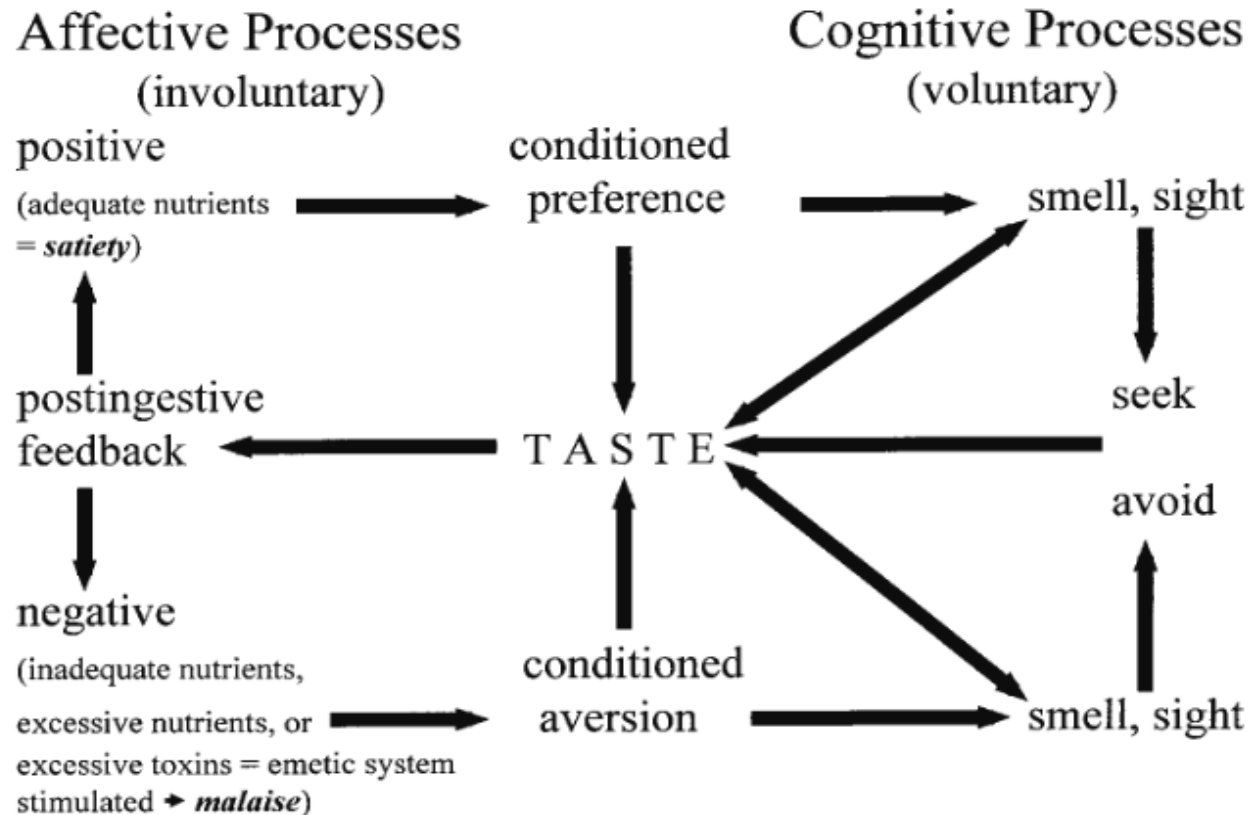 Affective Processes
(involuntary)
Cognitive Processes
(voluntary)
positive
(adequate nutrients
= satiety)
conditioned
preference
smell, sight
postingestive
feedback
T A S T E
seek
avoid
negative
(inadequate nutrients,
excessive nutrients, or
excessive toxins = emetic system
stimulated → malaise)
conditioned
aversion
smell, sight